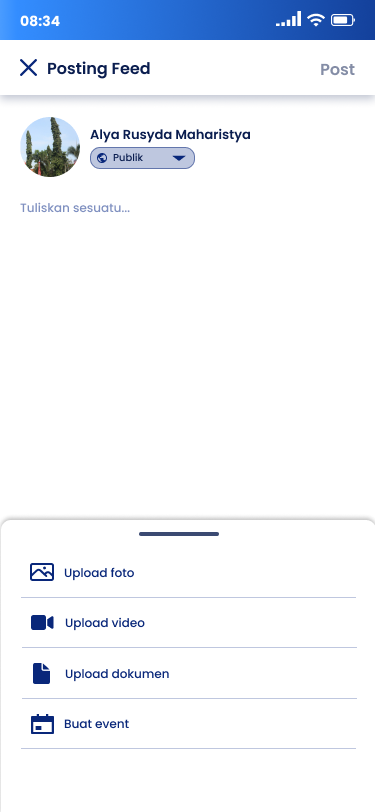 08:34
Posting Feed
Post
Alya Rusyda Maharistya
Publik
Tuliskan sesuatu...
Upload foto
Upload video
Upload dokumen
Buat event